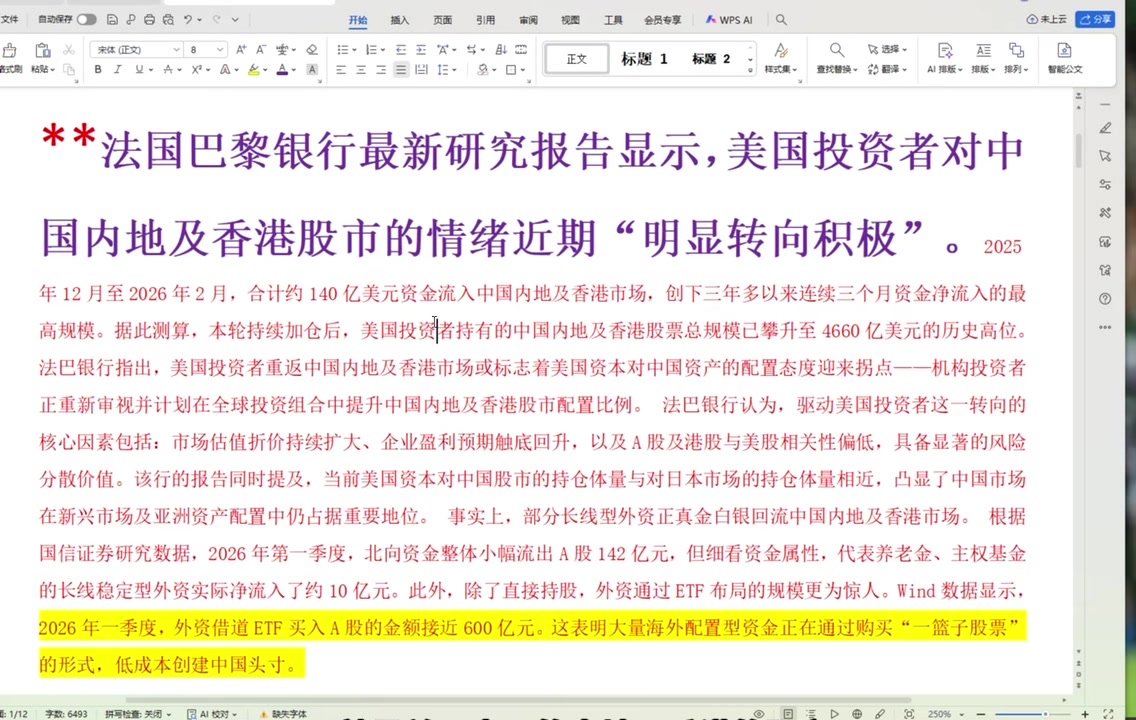 文件 自动保存 开始 插入 页面 引用 审阅 视图 工具 会员专享 WPS AI 未上云 分享
格式刷 粘贴 宋体 (正文) 8 正文 标题 1 标题 2 样式集 查找替换 选择 翻译 AI 排版 排版 排列 智能公文
**法国巴黎银行最新研究报告显示，美国投资者对中
国内地及香港股市的情绪近期“明显转向积极”。2025
年 12 月至 2026 年 2 月，合计约 140 亿美元资金流入中国内地及香港市场，创下三年多以来连续三个月资金净流入的最
高规模。据此测算，本轮持续加仓后，美国投资者持有的中国内地及香港股票总规模已攀升至 4660 亿美元的历史高位。
法巴银行指出，美国投资者重返中国内地及香港市场或标志着美国资本对中国资产的配置态度迎来拐点——机构投资者
正重新审视并计划在全球投资组合中提升中国内地及香港股市配置比例。 法巴银行认为，驱动美国投资者这一转向的
核心因素包括：市场估值折价持续扩大、企业盈利预期触底回升，以及 A 股及港股与美股相关性偏低，具备显著的风险
分散价值。该行的报告同时提及，当前美国资本对中国股市的持仓体量与对日本市场的持仓体量相近，凸显了中国市场
在新兴市场及亚洲资产配置中仍占据重要地位。 事实上，部分长线型外资正真金白银回流中国内地及香港市场。 根据
国信证券研究数据，2026 年第一季度，北向资金整体小幅流出 A 股 142 亿元，但细看资金属性，代表养老金、主权基金
的长线稳定型外资实际净流入了约 10 亿元。此外，除了直接持股，外资通过 ETF 布局的规模更为惊人。Wind 数据显示，
2026 年一季度，外资借道 ETF 买入 A 股的金额接近 600 亿元。这表明大量海外配置型资金正在通过购买“一篮子股票”
的形式，低成本创建中国头寸。
1/12 字数: 6493 拼写检查: 关闭 AI 校对 缺失字体 250%